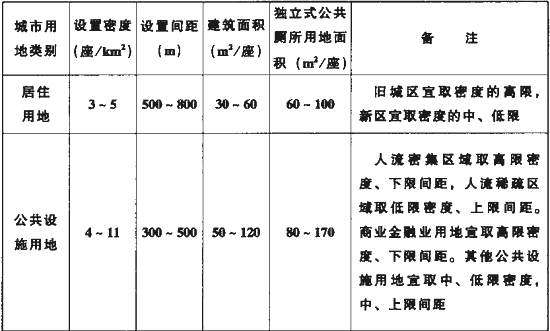 城市用地类别
设置密度(座/km²)
设置间距(m)
建筑面积(m²/座)
独立式公共厕所用地面积(m²/座)
备 注
居住用地
3~5
500~800
30~60
60~100
旧城区宜取密度的高限，
新区宜取密度的中、低限
公共设施用地
4~11
300~500
50~120
80~170
人流密集区域取高限密
度、下限间距，人流稀疏区
域取低限密度、上限间距。
商业金融业用地宜取高限密
度、下限间距。其他公共设
施用地宜取中、低限密度，
中、上限间距